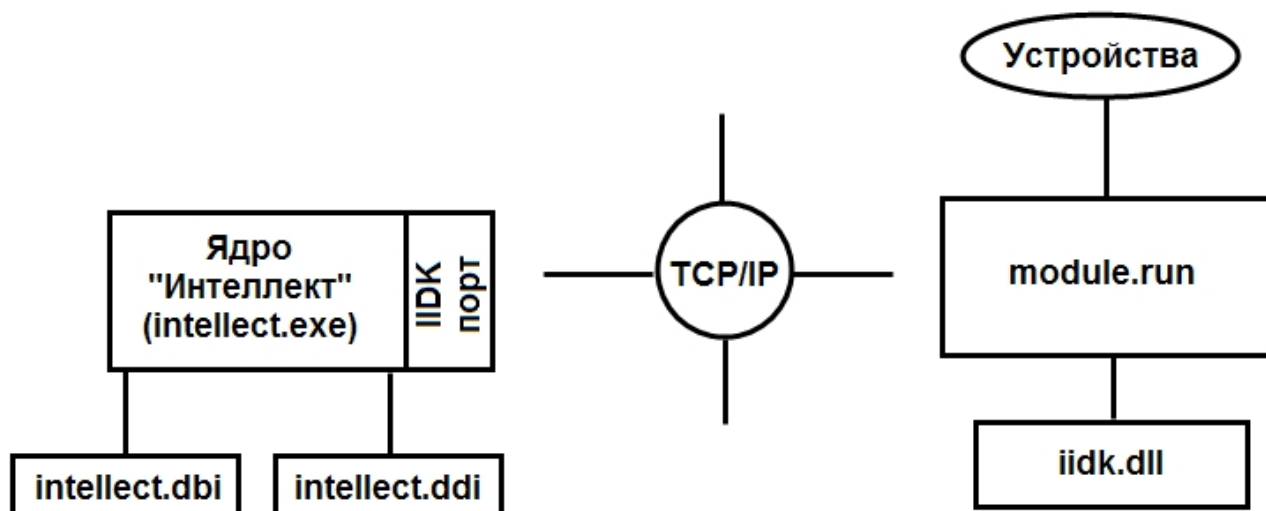 Устройства
Ядро
"Интеллект"
(intellect.exe)
IIDK
порт
TCP/IP
module.run
intellect.dbi
intellect.ddi
iidk.dll